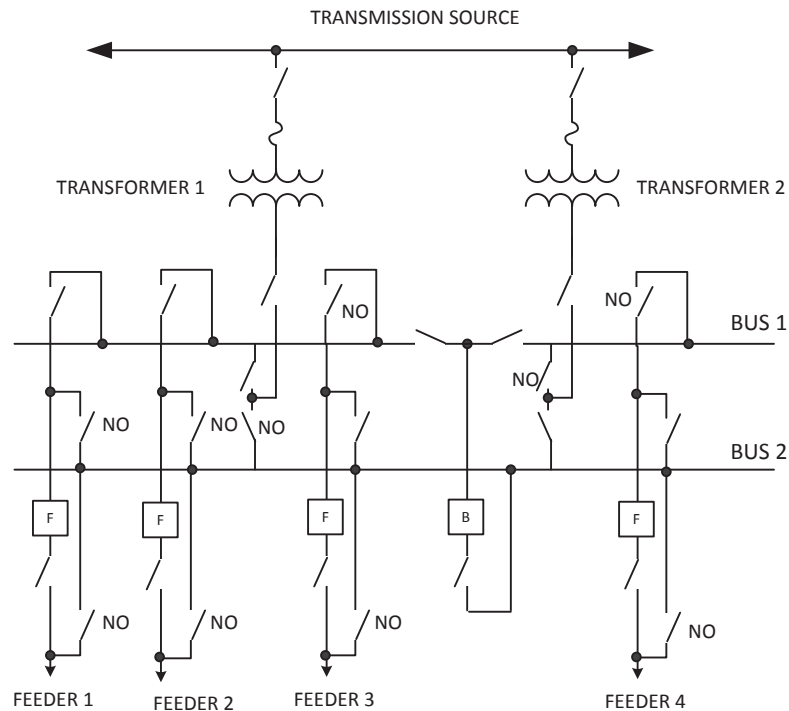 TRANSMISSION SOURCE
TRANSFORMER 1
TRANSFORMER 2
NO
NO
BUS 1
NO
NO
NO
NO
BUS 2
F
F
F
B
F
NO
NO
NO
NO
FEEDER 1
FEEDER 2
FEEDER 3
FEEDER 4